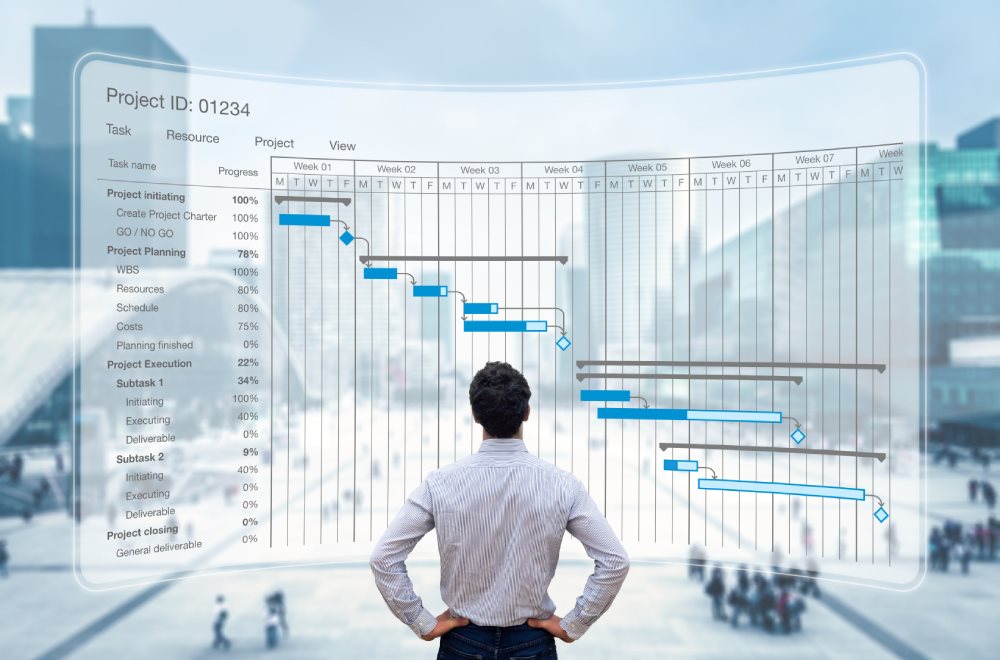 Project ID: 01234
Task Resource Project View
Task name Progress Week 01 Week 02 Week 03 Week 04 Week 05 Week 06 Week 07 Week
M T W T F M T W T F M T W T F M T W T F M T W T F M T W T F M T W T F M T W
Project initiating 100%
Create Project Charter 100%
GO / NO GO 100%
Project Planning 78%
WBS 100%
Resources 80%
Schedule 80%
Costs 75%
Planning finished 0%
Project Execution 22%
Subtask 1 34%
Initiating 100%
Executing 40%
Deliverable 0%
Subtask 2 9%
Initiating 40%
Executing 0%
Deliverable 0%
Project closing 0%
General deliverable 0%